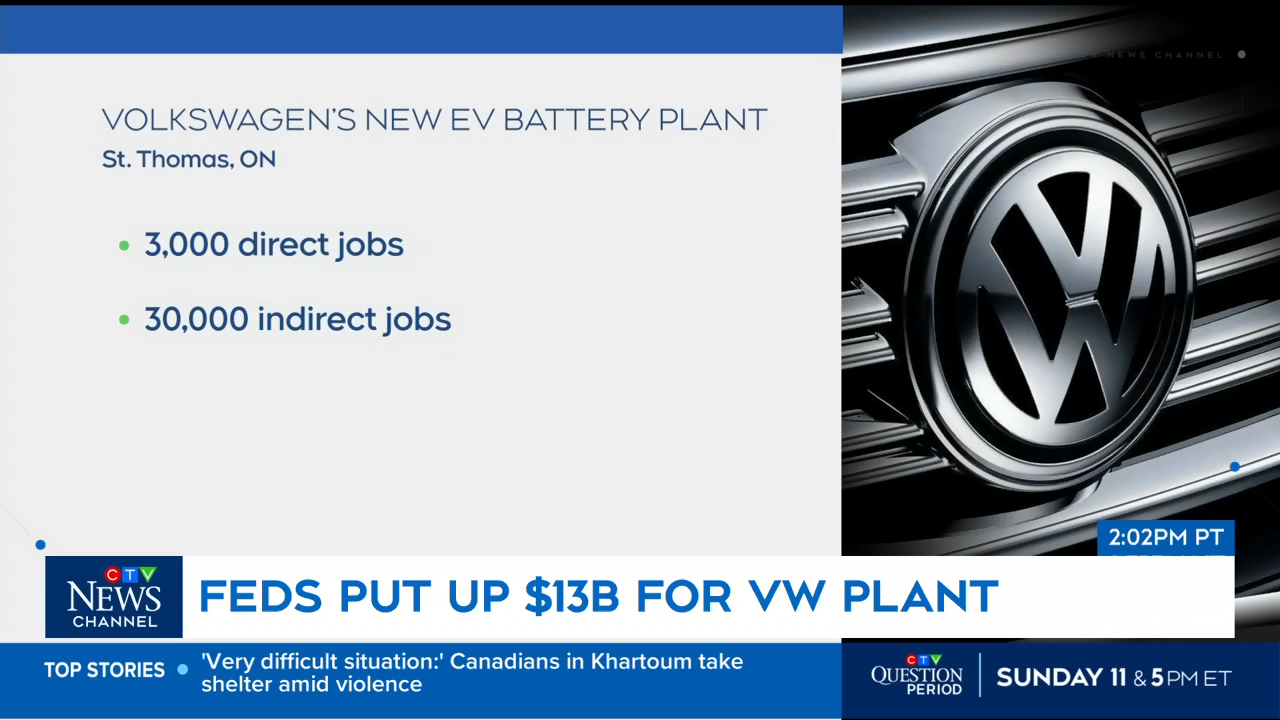 NEWS CHANNEL
VOLKSWAGEN'S NEW EV BATTERY PLANT
St. Thomas, ON
3,000 direct jobs
30,000 indirect jobs
2:02PM PT
CTV
NEWS
CHANNEL
FEDS PUT UP $13B FOR VW PLANT
TOP STORIES
'Very difficult situation:' Canadians in Khartoum take
shelter amid violence
CTV
QUESTION
PERIOD
SUNDAY 11 & 5PM ET